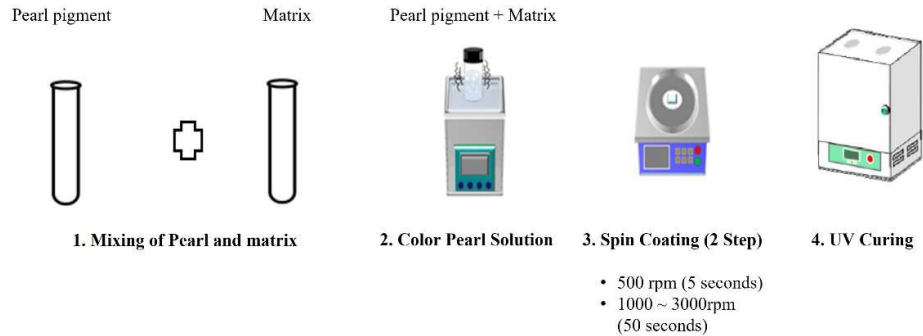 Pearl pigment
Matrix
Pearl pigment + Matrix
1. Mixing of Pearl and matrix
2. Color Pearl Solution
3. Spin Coating (2 Step)
4. UV Curing
• 500 rpm (5 seconds)
• 1000 ~ 3000rpm
(50 seconds)